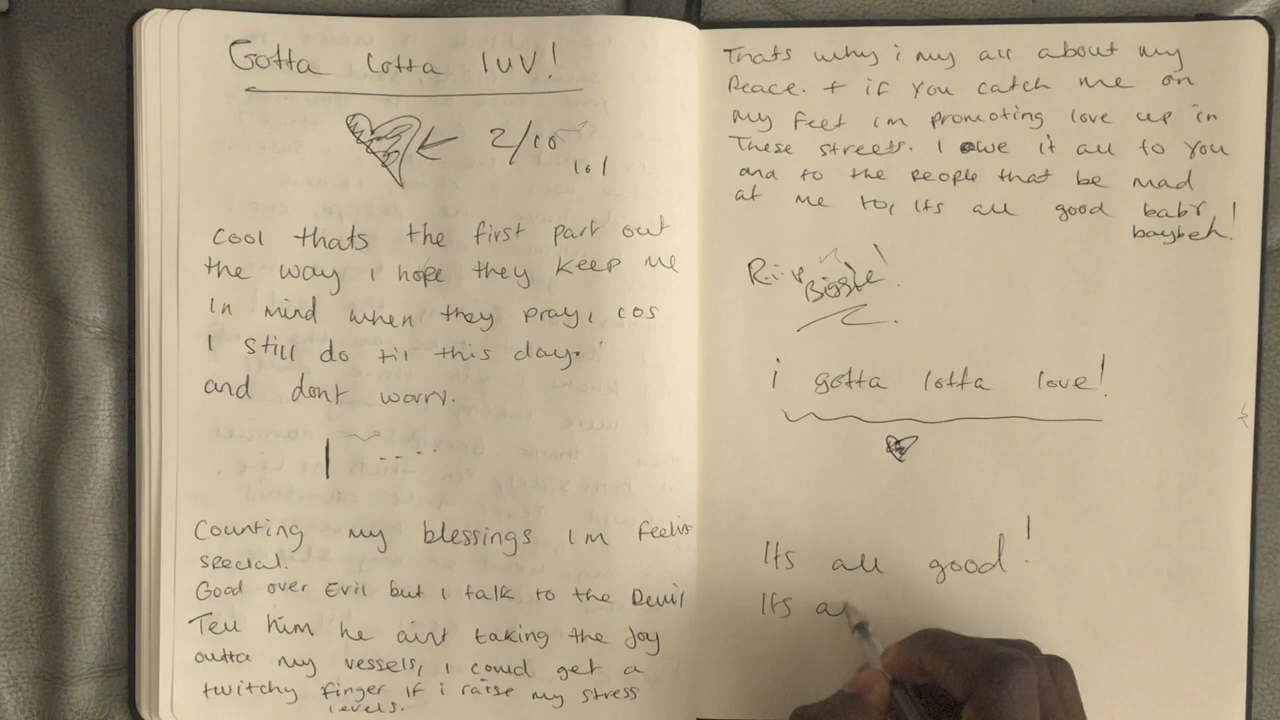 Gotta Lotta luv!
2/10
lol
Cool thats the first part out
the way I hope they keep me
in mind when they pray, cos
I still do til this day.
and dont worry.
Counting my blessings Im feelin
special.
Good over Evil but I talk to the Devil
Tell him he aint taking the Joy
outta my vessels, I could get a
twitchy finger if i raise my stress
levels.
Thats why i my all about my
Peace. + if you catch me on
my feet im promoting love up in
These streets. I owe it all to you
and to the people that be mad
at me to, Its all good baby!
baybeh!
R.i.p
Biggie!
i gotta lotta love!
Its all good!
Its a